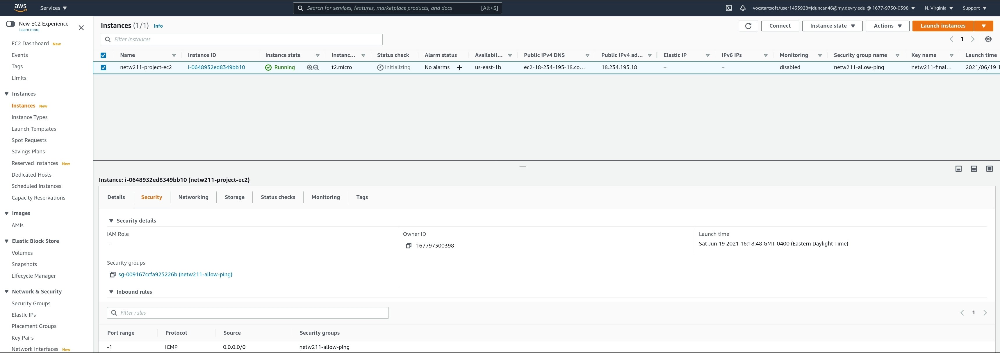 aws Services Search for services, features, marketplace products, and docs [Alt+S] vocstartsoft/user1433928=jduncan46@my.devry.edu @ 1677-9730-0398 N. Virginia Support
New EC2 Experience
Learn more
EC2 Dashboard New
Events
Tags
Limits
Instances
Instances New
Instance Types
Launch Templates
Spot Requests
Savings Plans
Reserved Instances New
Dedicated Hosts
Scheduled Instances
Capacity Reservations
Images
AMIs
Elastic Block Store
Volumes
Snapshots
Lifecycle Manager
Network & Security
Security Groups
Elastic IPs
Placement Groups
Key Pairs
Network Interfaces New
Instances (1/1) Info Connect Instance state Actions Launch instances
Filter instances 1
Name Instance ID Instance state Instanc... Status check Alarm status Availabil... Public IPv4 DNS Public IPv4 ad... Elastic IP IPv6 IPs Monitoring Security group name Key name Launch time
netw211-project-ec2 i-0648932ed8349bb10 Running t2.micro Initializing No alarms + us-east-1b ec2-18-234-195-18.co... 18.234.195.18 – – disabled netw211-allow-ping netw211-final... 2021/06/19 1
Instance: i-0648932ed8349bb10 (netw211-project-ec2)
Details Security Networking Storage Status checks Monitoring Tags
Security details
IAM Role Owner ID Launch time
– 167797300398 Sat Jun 19 2021 16:18:48 GMT-0400 (Eastern Daylight Time)
Security groups
sg-009167ccfa925226b (netw211-allow-ping)
Inbound rules
Filter rules 1
Port range Protocol Source Security groups
-1 ICMP 0.0.0.0/0 netw211-allow-ping